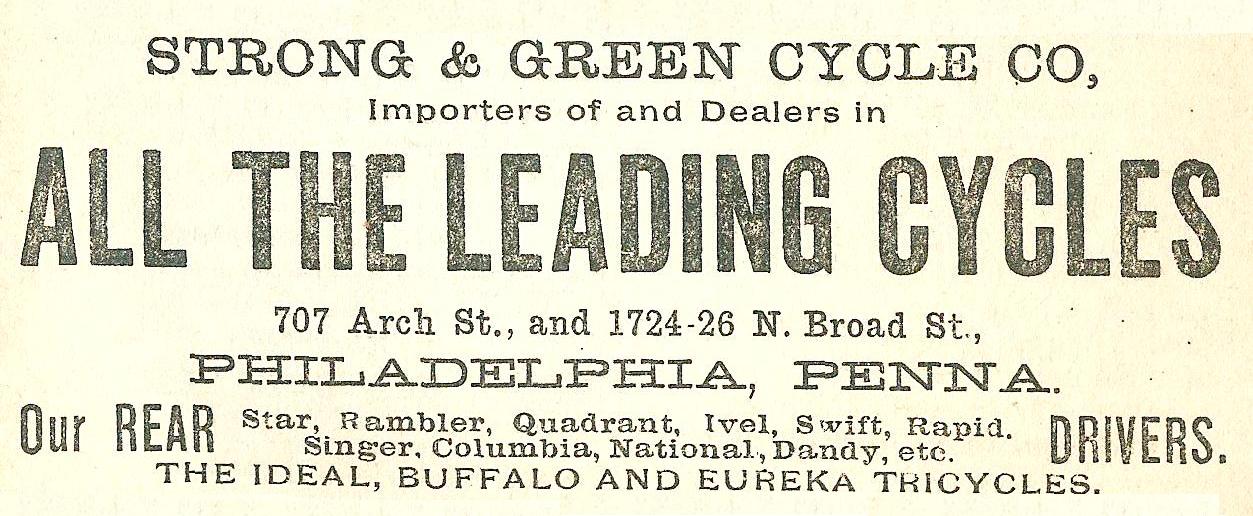 STRONG & GREEN CYCLE CO,
Importers of and Dealers in
ALL THE LEADING CYCLES
707 Arch St., and 1724-26 N. Broad St.,
PHILADELPHIA, PENNA.
Our REAR Star, Rambler, Quadrant, Ivel, Swift, Rapid. DRIVERS.
Singer, Columbia, National, Dandy, etc.
THE IDEAL, BUFFALO AND EUREKA TRICYCLES.